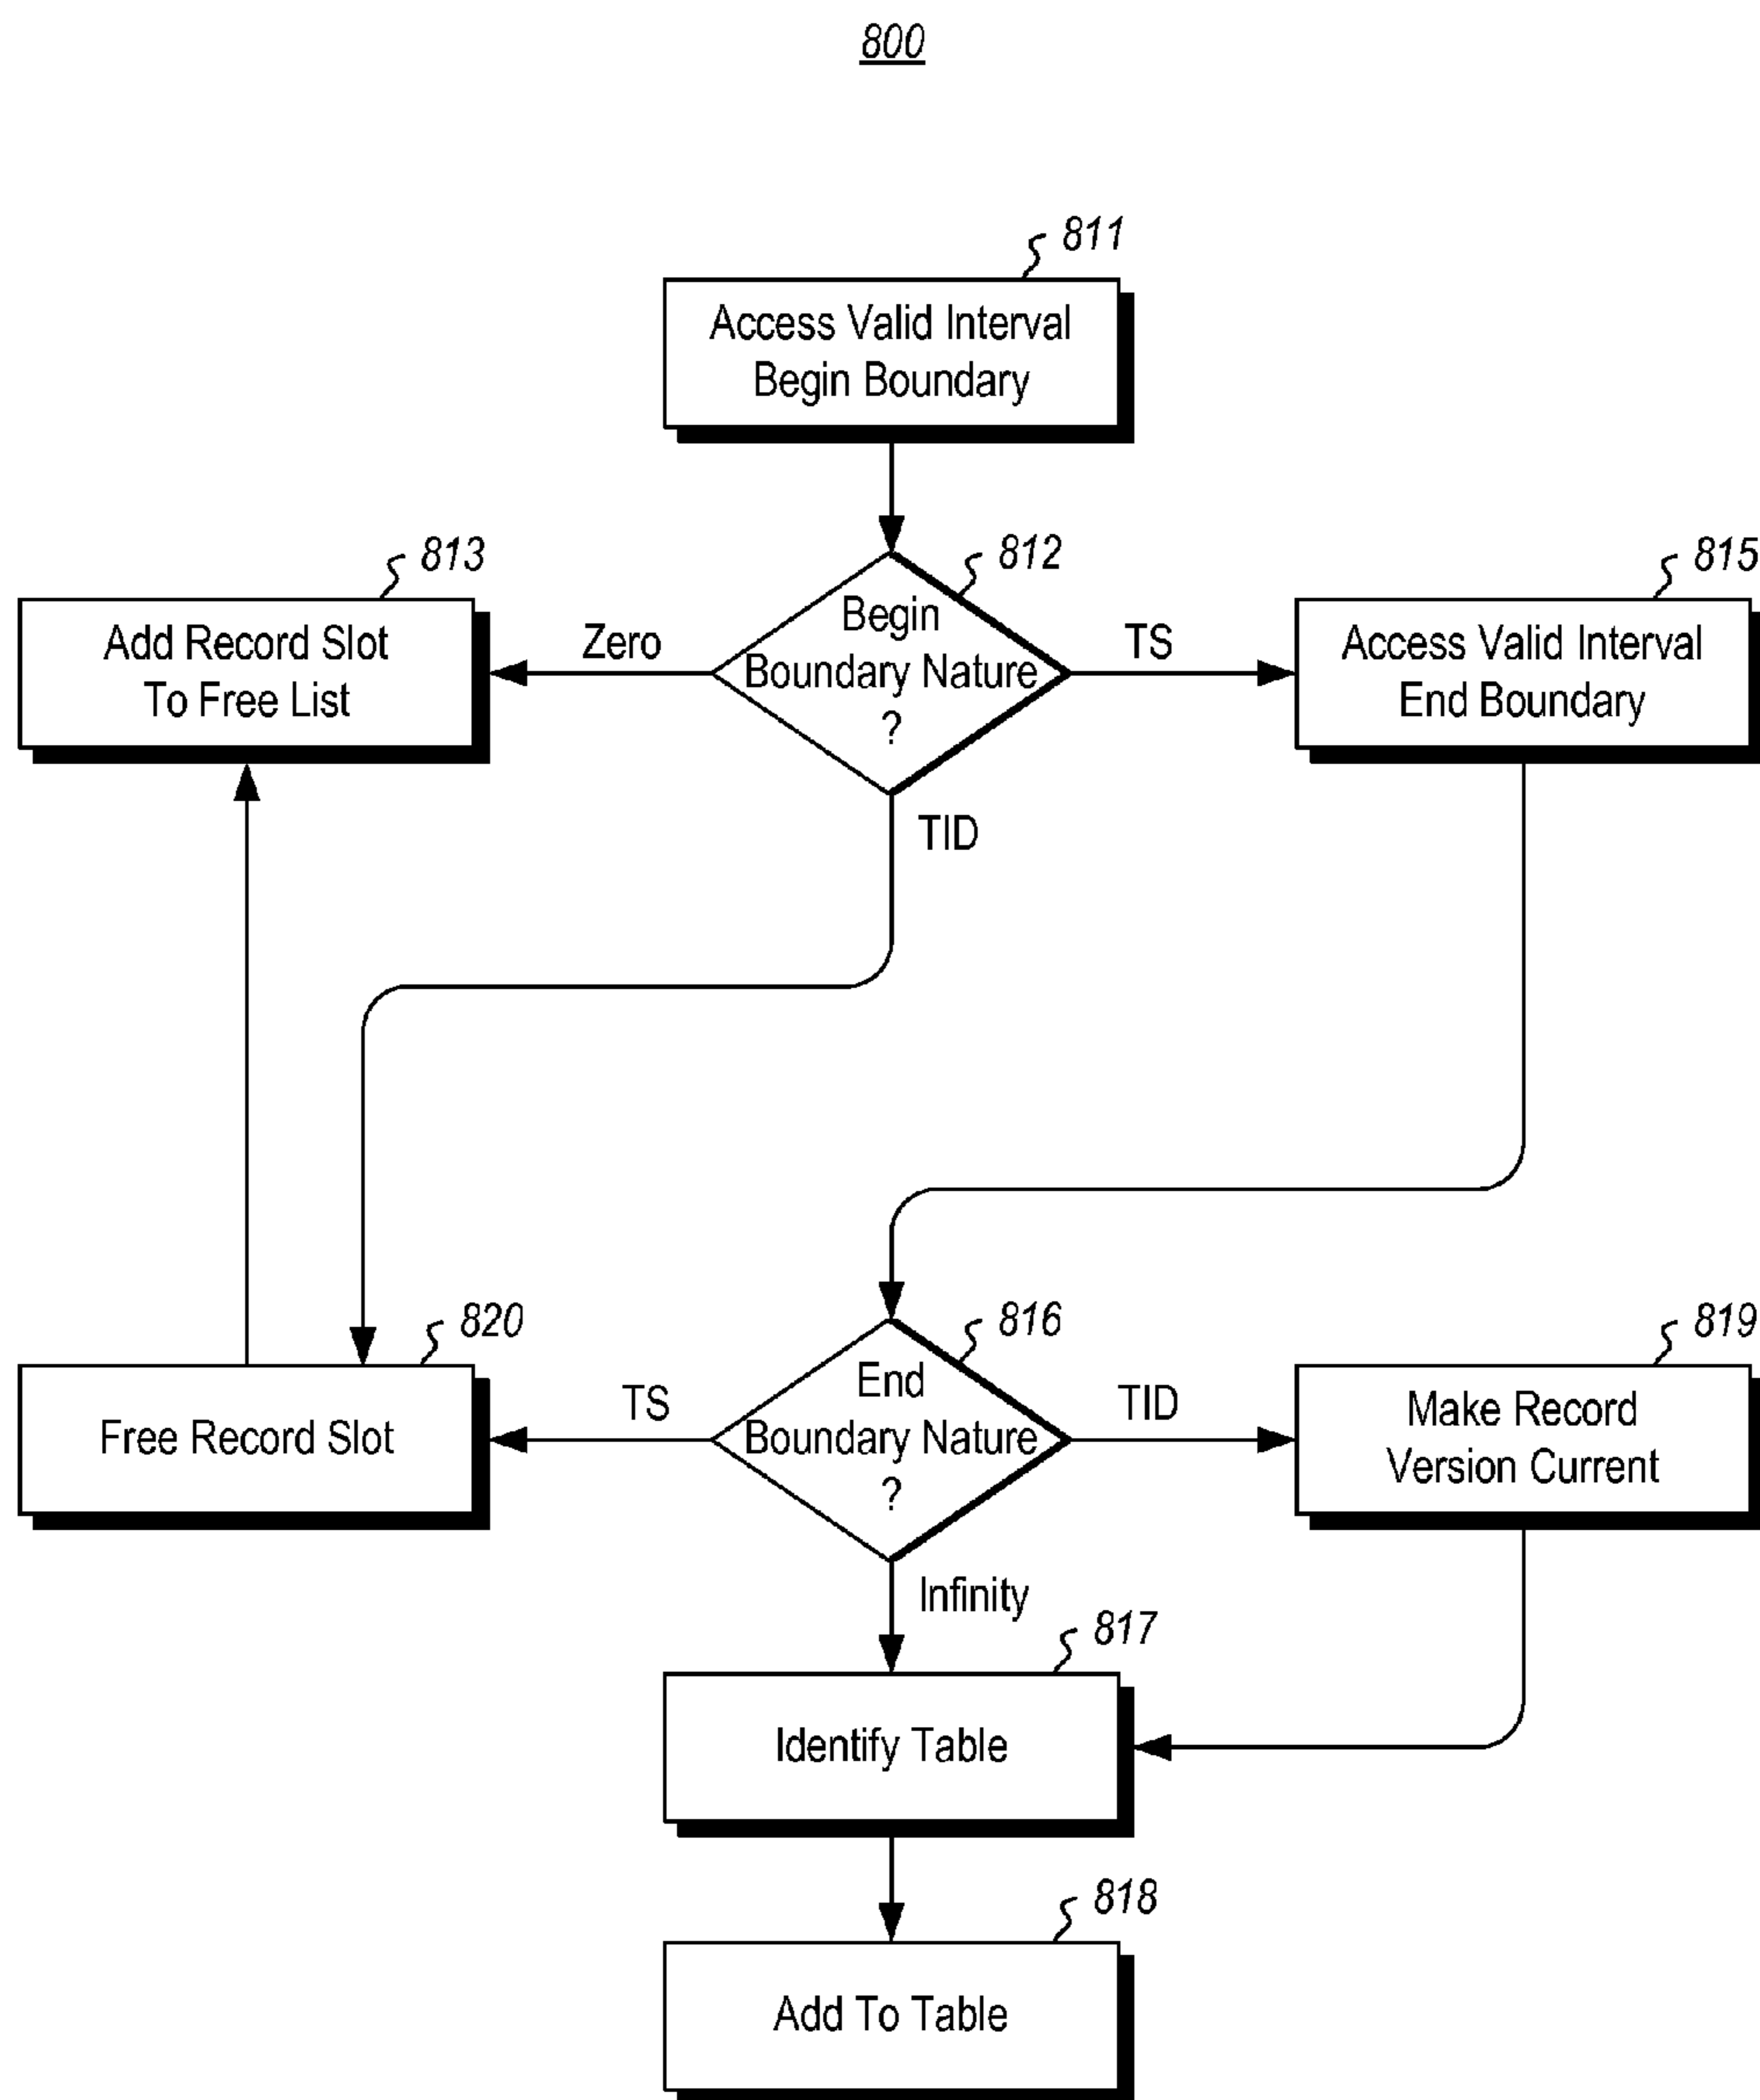 800
811
Access Valid Interval
Begin Boundary
813
812
815
Add Record Slot
To Free List
Zero
Begin
Boundary Nature
?
TS
Access Valid Interval
End Boundary
TID
820
816
819
Free Record Slot
TS
End
Boundary Nature
?
TID
Make Record
Version Current
Infinity
817
Identify Table
818
Add To Table